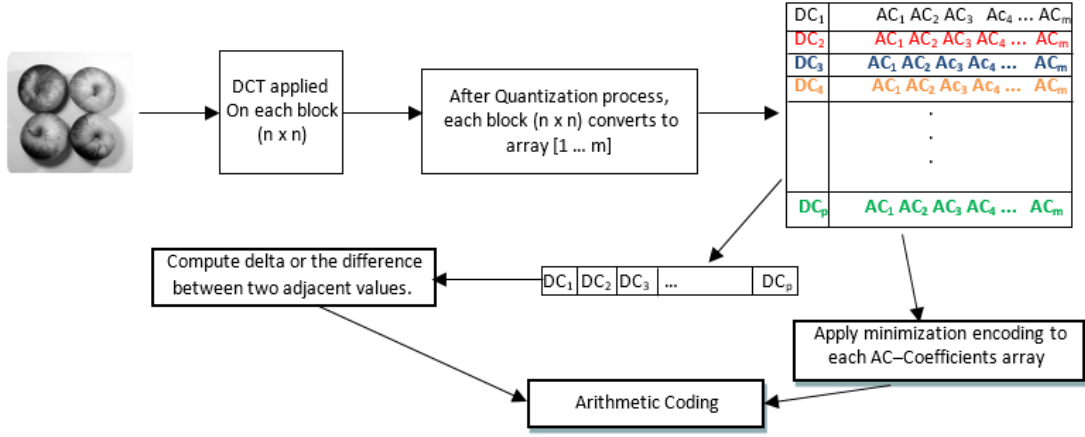 DCT applied
On each block
(n x n)
After Quantization process,
each block (n x n) converts to
array [1 ... m]
DC₁ AC₁ AC₂ AC₃ Ac₄ ... ACₘ
DC₂ AC₁ AC₂ AC₃ AC₄ ... ACₘ
DC₃ AC₁ AC₂ Ac₃ Ac₄ ... ACₘ
DC₄ AC₁ AC₂ Ac₃ Ac₄ ... ACₘ
.
.
.
DCₚ AC₁ AC₂ AC₃ AC₄ ... ACₘ
Compute delta or the difference
between two adjacent values.
DC₁ DC₂ DC₃ ... DCₚ
Apply minimization encoding to
each AC–Coefficients array
Arithmetic Coding